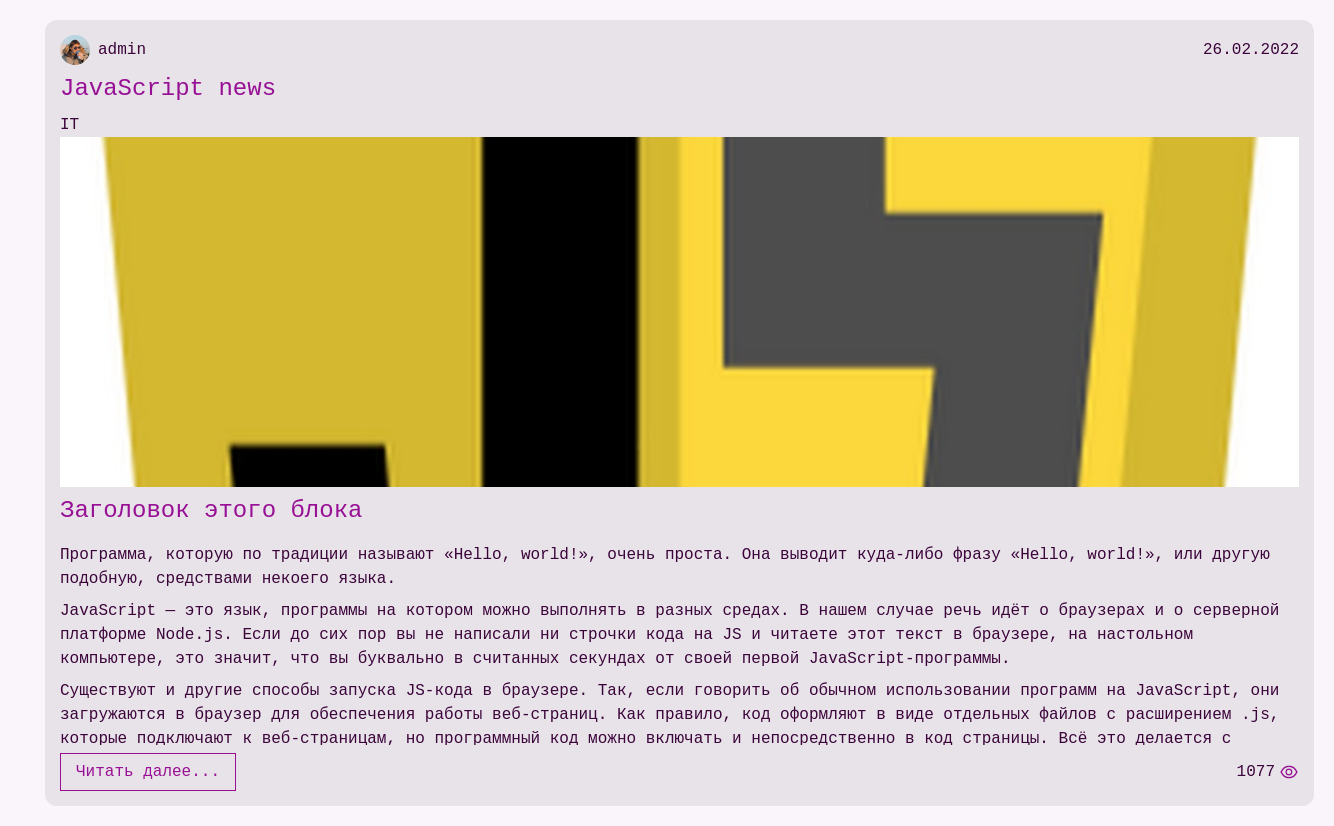 admin
26.02.2022
JavaScript news
IT
Заголовок этого блока
Программа, которую по традиции называют «Hello, world!», очень проста. Она выводит куда-либо фразу «Hello, world!», или другую
подобную, средствами некоего языка.
JavaScript — это язык, программы на котором можно выполнять в разных средах. В нашем случае речь идёт о браузерах и о серверной
платформе Node.js. Если до сих пор вы не написали ни строчки кода на JS и читаете этот текст в браузере, на настольном
компьютере, это значит, что вы буквально в считанных секундах от своей первой JavaScript-программы.
Существуют и другие способы запуска JS-кода в браузере. Так, если говорить об обычном использовании программ на JavaScript, они
загружаются в браузер для обеспечения работы веб-страниц. Как правило, код оформляют в виде отдельных файлов с расширением .js,
которые подключают к веб-страницам, но программный код можно включать и непосредственно в код страницы. Всё это делается с
Читать далее...
1077